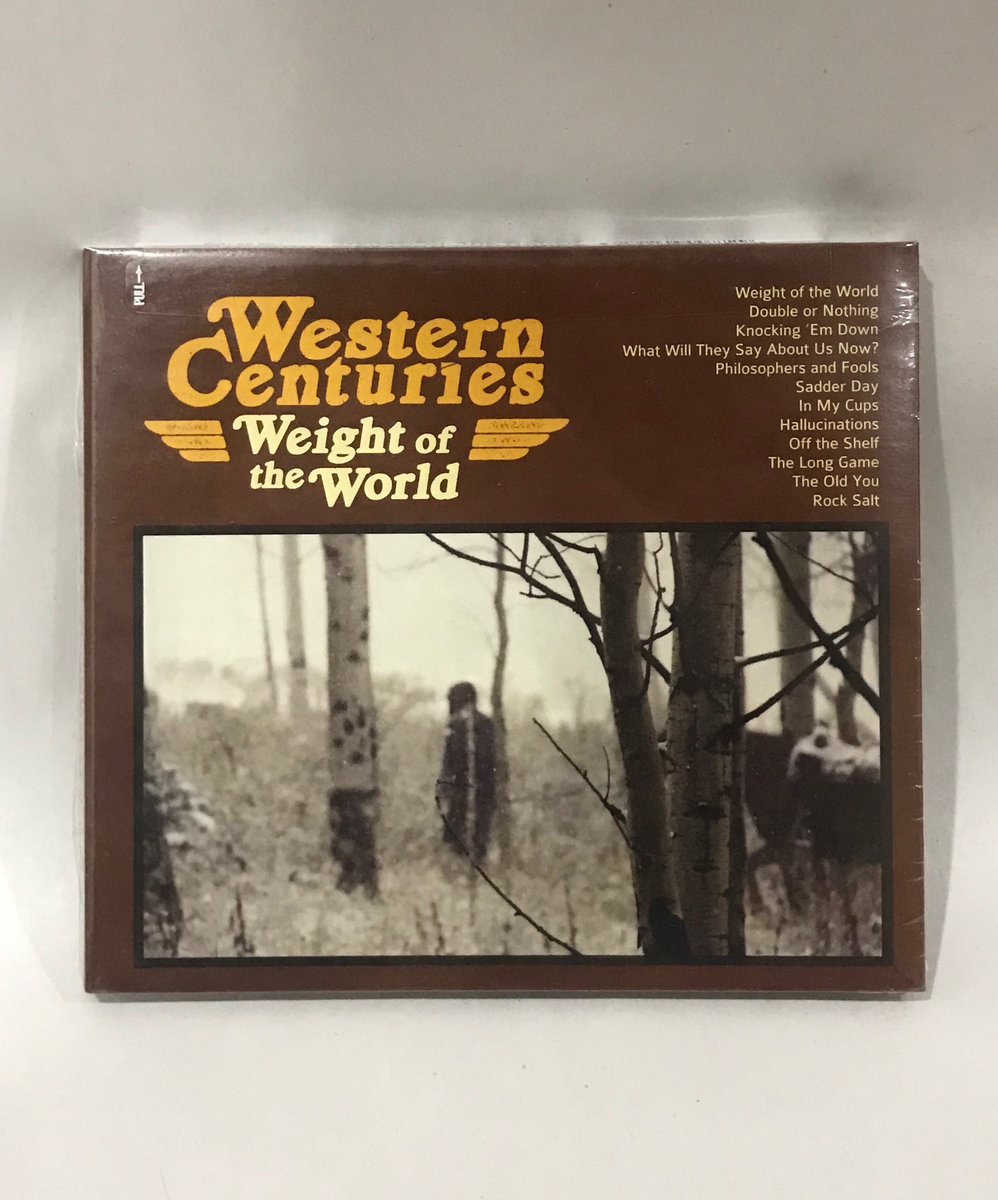 PULL
Western
Centuries
Weight of
the World
Weight of the World
Double or Nothing
Knocking 'Em Down
What Will They Say About Us Now?
Philosophers and Fools
Sadder Day
In My Cups
Hallucinations
Off the Shelf
The Long Game
The Old You
Rock Salt